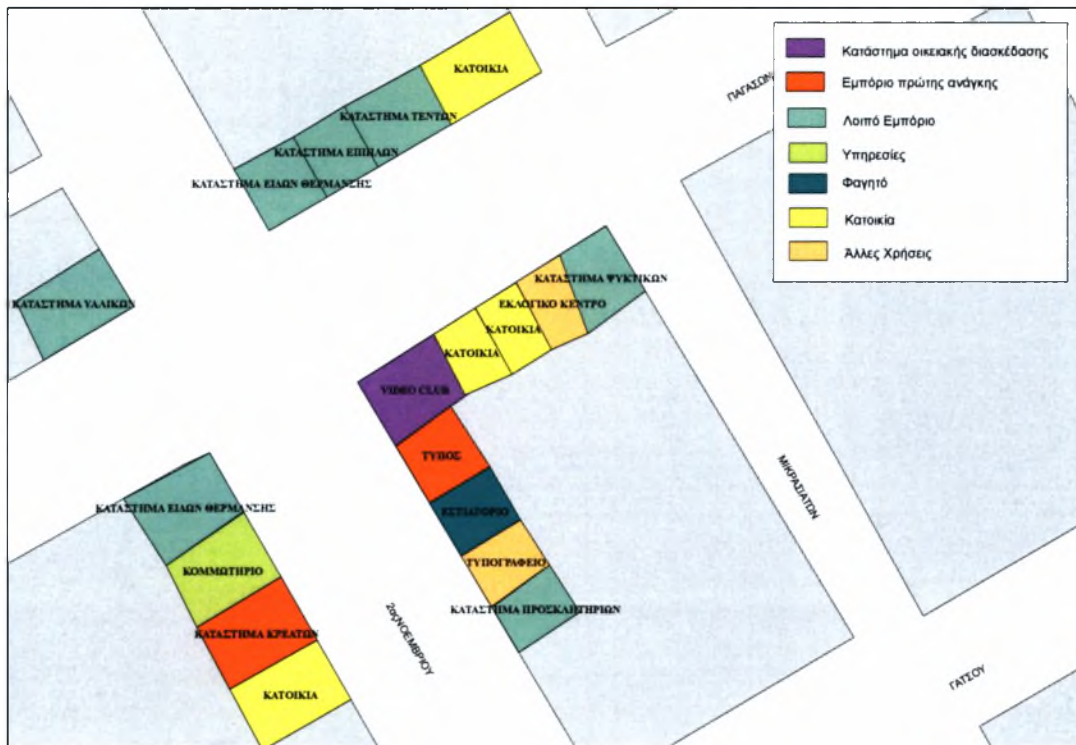 ΚΑΤΟΙΚΙΑ
ΚΑΤΑΣΤΗΜΑ ΤΕΝΤΩΝ
ΚΑΤΑΣΤΗΜΑ ΕΠΙΠΛΩΝ
ΚΑΤΑΣΤΗΜΑ ΕΙΔΩΝ ΘΕΡΜΑΝΣΗΣ
ΠΑΓΑΣΩΝ
Κατάστημα οικειακής διασκέδασης
Εμπόριο πρώτης ανάγκης
Λοιπό Εμπόριο
Υπηρεσίες
Φαγητό
Κατοικία
Άλλες Χρήσεις
ΚΑΤΑΣΤΗΜΑ ΥΑΛΙΚΩΝ
ΚΑΤΑΣΤΗΜΑ ΨΥΚΤΙΚΩΝ
ΕΚΛΟΓΙΚΟ ΚΕΝΤΡΟ
ΚΑΤΟΙΚΙΑ
ΚΑΤΟΙΚΙΑ
VIDEO CLUB
ΤΥΠΟΣ
ΕΣΤΙΑΤΟΡΙΟ
ΤΥΠΟΓΡΑΦΕΙΟ
ΚΑΤΑΣΤΗΜΑ ΠΡΟΣΚΛΗΤΗΡΙΩΝ
ΜΙΚΡΑΣΙΑΤΩΝ
ΚΑΤΑΣΤΗΜΑ ΕΙΔΩΝ ΘΕΡΜΑΝΣΗΣ
ΚΟΜΜΩΤΗΡΙΟ
ΚΑΤΑΣΤΗΜΑ ΚΡΕΑΤΩΝ
ΚΑΤΟΙΚΙΑ
2αςΝΟΕΜΒΡΙΟΥ
ΓΑΤΣΟΥ